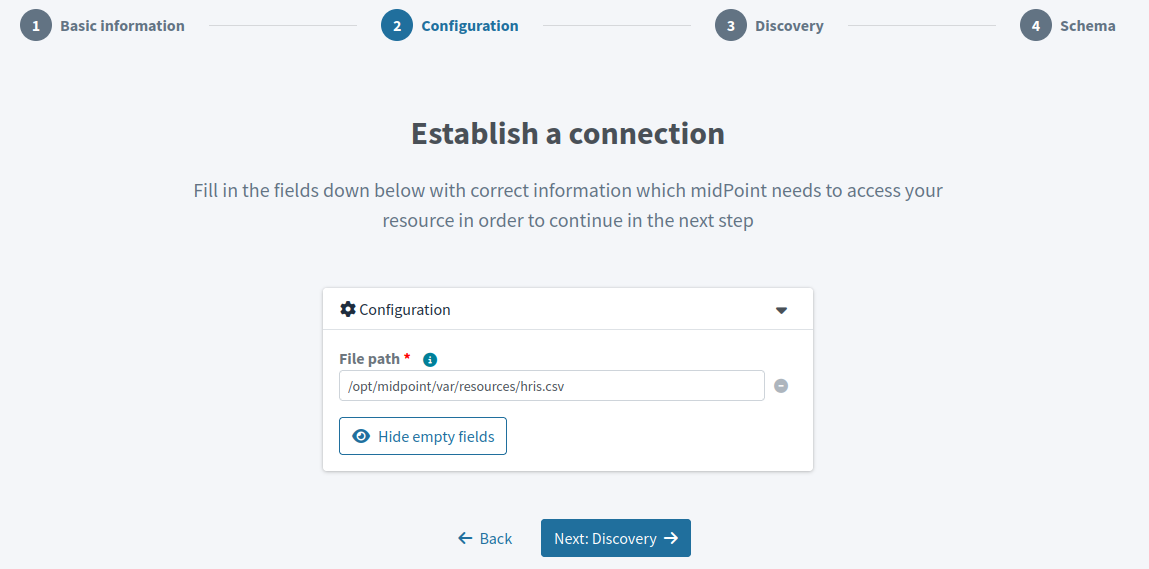 1 Basic information 2 Configuration 3 Discovery 4 Schema
Establish a connection
Fill in the fields down below with correct information which midPoint needs to access your
resource in order to continue in the next step
Configuration
File path *
/opt/midpoint/var/resources/hris.csv
Hide empty fields
Back Next: Discovery